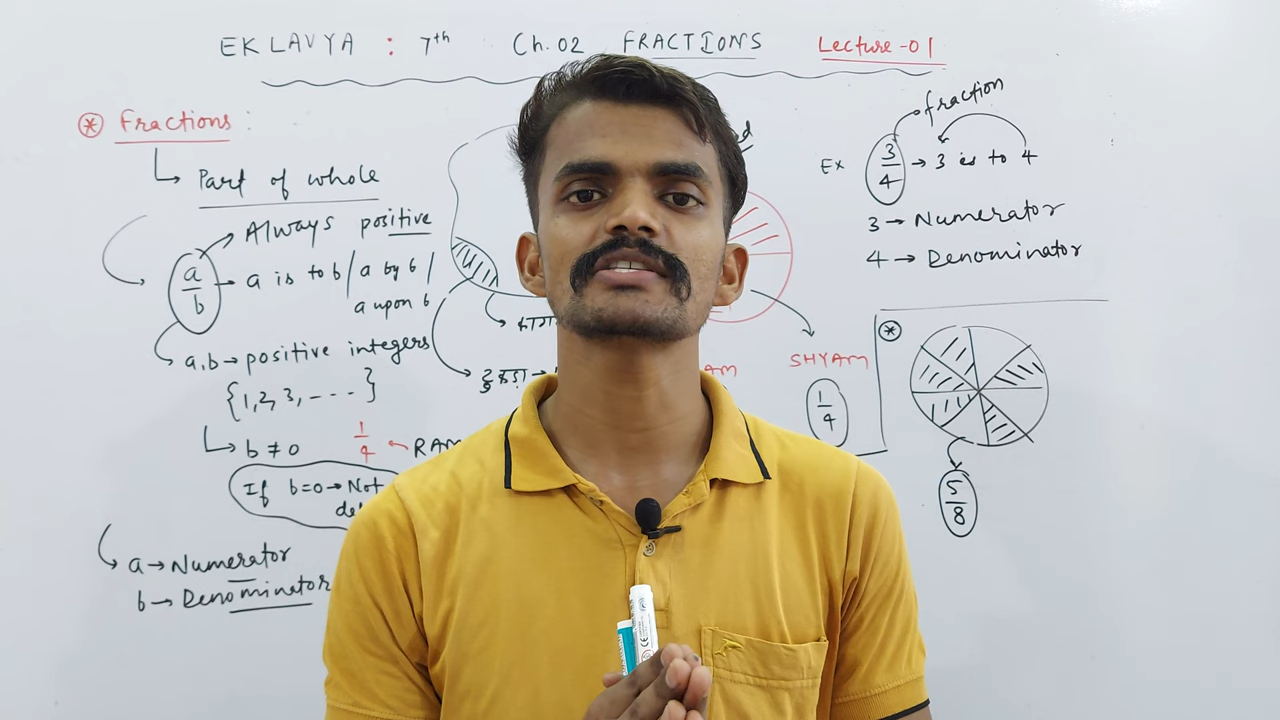 EKLAVYA : 7th Ch.02 FRACTIONS Lecture-01
* Fractions :
Part of whole
Always positive
a/b → a is to b / a by b /
a upon b
a,b → positive integers
{1,2,3,----}
b ≠ 0
1/4 RAM
If b=0 → Not
a → Numerator
b → Denominator
टुकड़ा
SHYAM
1/4
fraction
Ex 3/4 → 3 is to 4
3 → Numerator
4 → Denominator
*
5/8